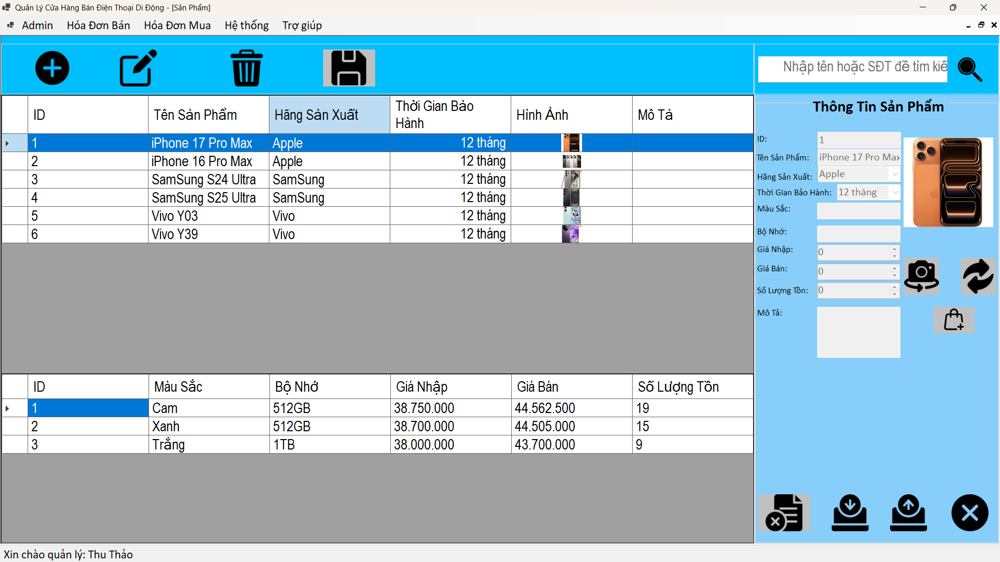 Quản Lý Cửa Hàng Bán Điện Thoại Di Động - [Sản Phẩm]
Admin Hóa Đơn Bán Hóa Đơn Mua Hệ thống Trợ giúp
Nhập tên hoặc SĐT đề tìm kiế
ID Tên Sản Phẩm Hãng Sản Xuất Thời Gian Bảo Hành Hình Ảnh Mô Tả
1 iPhone 17 Pro Max Apple 12 tháng
2 iPhone 16 Pro Max Apple 12 tháng
3 SamSung S24 Ultra SamSung 12 tháng
4 SamSung S25 Ultra SamSung 12 tháng
5 Vivo Y03 Vivo 12 tháng
6 Vivo Y39 Vivo 12 tháng
ID Màu Sắc Bộ Nhớ Giá Nhập Giá Bán Số Lượng Tồn
1 Cam 512GB 38.750.000 44.562.500 19
2 Xanh 512GB 38.700.000 44.505.000 15
3 Trắng 1TB 38.000.000 43.700.000 9
Thông Tin Sản Phẩm
ID: 1
Tên Sản Phẩm: iPhone 17 Pro Max
Hãng Sản Xuất: Apple
Thời Gian Bảo Hành: 12 tháng
Màu Sắc:
Bộ Nhớ:
Giá Nhập: 0
Giá Bán: 0
Số Lượng Tồn: 0
Mô Tả:
Xin chào quản lý: Thu Thảo